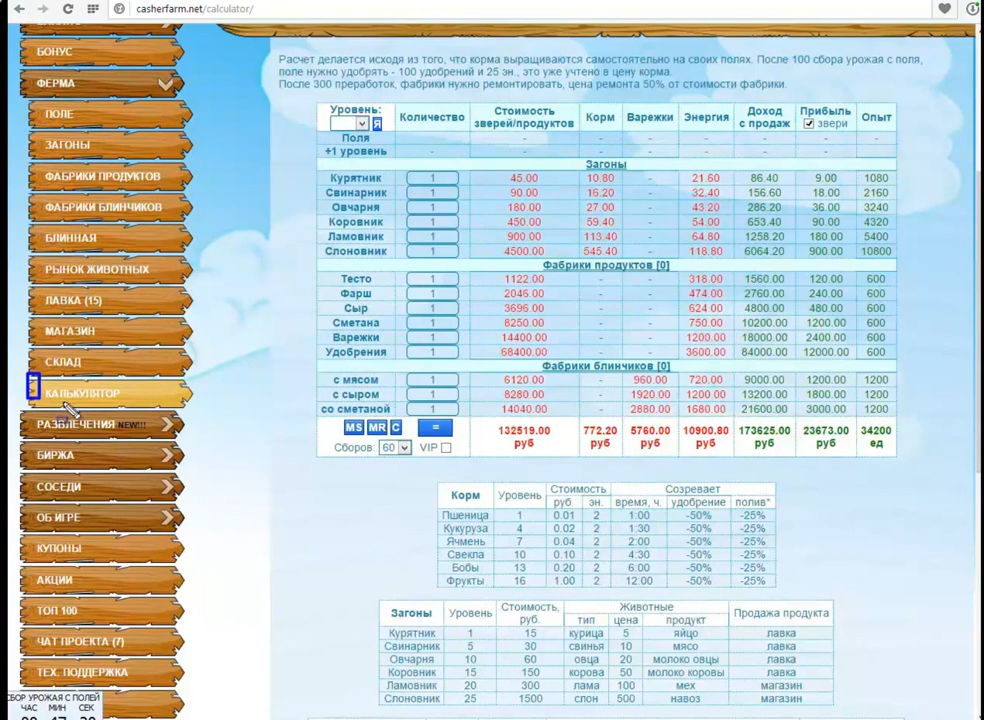 casherfarm.net/calculator/
БОНУС
ФЕРМА
ПОЛЕ
ЗАГОНЫ
ФАБРИКИ ПРОДУКТОВ
ФАБРИКИ БЛИНЧИКОВ
БЛИННАЯ
РЫНОК ЖИВОТНЫХ
ЛАВКА (15)
МАГАЗИН
СКЛАД
КАЛЬКУЛЯТОР
РАЗВЛЕЧЕНИЯ NEW!!!
БИРЖА
СОСЕДИ
ОБ ИГРЕ
КУПОНЫ
АКЦИИ
ТОП 100
ЧАТ ПРОЕКТА (7)
ТЕХ. ПОДДЕРЖКА
СБОР УРОЖАЯ С ПОЛЕЙ
ЧАС МИН СЕК
Расчет делается исходя из того, что корма выращиваются самостоятельно на своих полях. После 100 сбора урожая с поля,
поле нужно удобрять - 100 удобрений и 25 эн., это уже учтено в цену корма.
После 300 преработок, фабрики нужно ремонтировать, цена ремонта 50% от стоимости фабрики.
Уровень: Я Количество Стоимость зверей/продуктов Корм Варежки Энергия Доход с продаж Прибыль звери Опыт
Поля - - - - - -
+1 уровень - - - - - - -
Загоны
Курятник 1 45.00 10.80 - 21.60 86.40 9.00 1080
Свинарник 1 90.00 16.20 - 32.40 156.60 18.00 2160
Овчарня 1 180.00 27.00 - 43.20 286.20 36.00 3240
Коровник 1 450.00 59.40 - 54.00 653.40 90.00 4320
Ламовник 1 900.00 113.40 - 64.80 1258.20 180.00 5400
Слоновник 1 4500.00 545.40 - 118.80 6064.20 900.00 10800
Фабрики продуктов [0]
Тесто 1 1122.00 - - 318.00 1560.00 120.00 600
Фарш 1 2046.00 - - 474.00 2760.00 240.00 600
Сыр 1 3696.00 - - 624.00 4800.00 480.00 600
Сметана 1 8250.00 - - 750.00 10200.00 1200.00 600
Варежки 1 14400.00 - - 1200.00 18000.00 2400.00 600
Удобрения 1 68400.00 - - 3600.00 84000.00 12000.00 600
Фабрики блинчиков [0]
с мясом 1 6120.00 - 960.00 720.00 9000.00 1200.00 1200
с сыром 1 8280.00 - 1920.00 1200.00 13200.00 1800.00 1200
со сметаной 1 14040.00 - 2880.00 1680.00 21600.00 3000.00 1200
MS MR C = 132519.00 руб 772.20 руб 5760.00 руб 10900.80 руб 173625.00 руб 23673.00 руб 34200 ед
Сборов: 60 VIP
Корм Уровень Стоимость Созревает
руб. эн. время, ч. удобрение полив*
Пшеница 1 0.01 2 1:00 -50% -25%
Кукуруза 4 0.02 2 1:30 -50% -25%
Ячмень 7 0.04 2 2:00 -50% -25%
Свекла 10 0.10 2 4:30 -50% -25%
Бобы 13 0.20 2 6:00 -50% -25%
Фрукты 16 1.00 2 12:00 -50% -25%
Загоны Уровень Стоимость, руб. Животные Продажа продукта
тип цена продукт
Курятник 1 15 курица 5 яйцо лавка
Свинарник 5 30 свинья 10 мясо лавка
Овчарня 10 60 овца 20 молоко овцы лавка
Коровник 15 150 корова 50 молоко коровы лавка
Ламовник 20 300 лама 100 мех магазин
Слоновник 25 1500 слон 500 навоз магазин